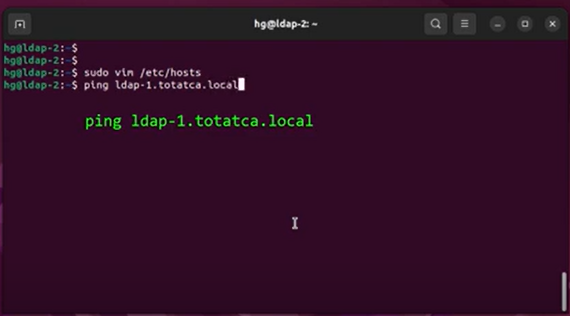 hg@ldap-2: ~
hg@ldap-2:~$
hg@ldap-2:~$
hg@ldap-2:~$ sudo vim /etc/hosts
hg@ldap-2:~$ ping ldap-1.totatca.local
ping ldap-1.totatca.local